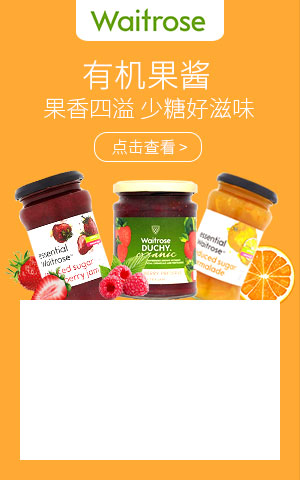 Waitrose
有机果酱
果香四溢 少糖好滋味
点击查看 >
essential
Waitrose
ced sugar
erry jam
Waitrose
DUCHY
organic
essential
Waitrose
duced sugar
rmalade